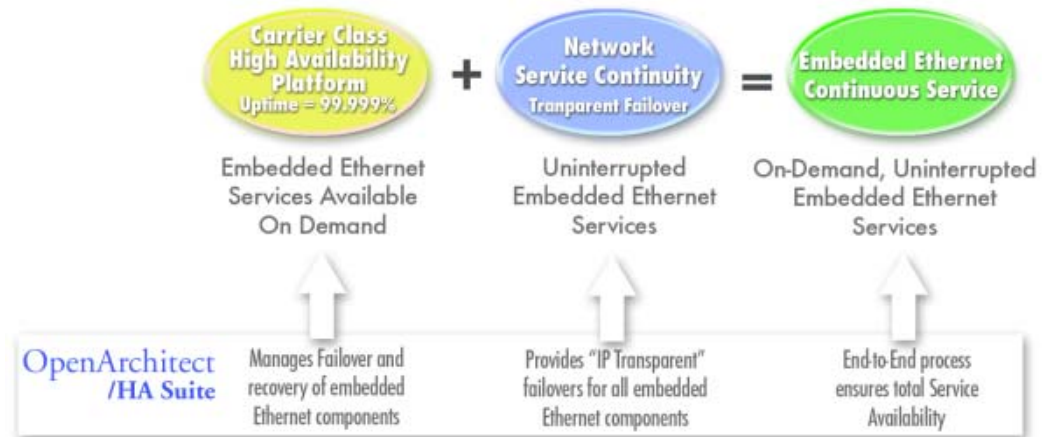 Carrier Class
High Availability
Platform
Uptime = 99.999%
+
Network
Service Continuity
Tranparent Failover
=
Embedded Ethernet
Continuous Service
Embedded Ethernet
Services Available
On Demand
Uninterrupted
Embedded Ethernet
Services
On-Demand, Uninterrupted
Embedded Ethernet
Services
OpenArchitect
/HA Suite
Manages Failover and
recovery of embedded
Ethernet components
Provides “IP Transparent”
failovers for all embedded
Ethernet components
End-to-End process
ensures total Service
Availability